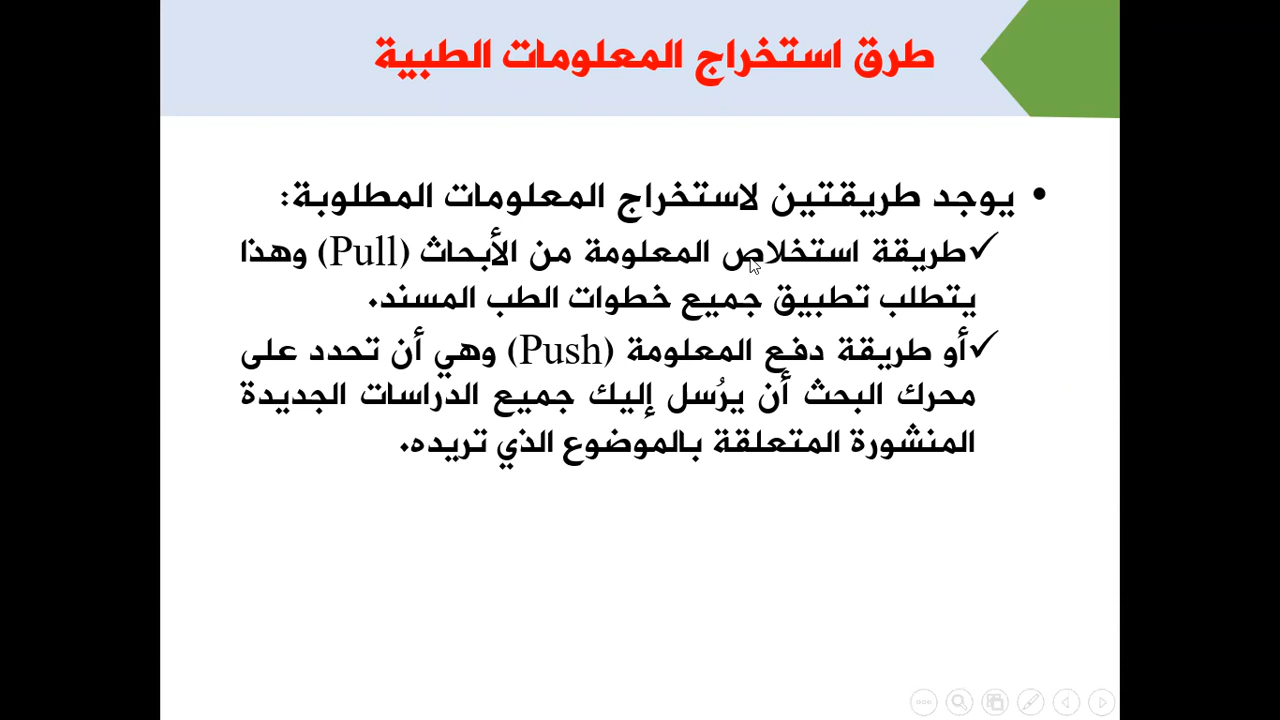 طرق استخراج المعلومات الطبية
• يوجد طريقتين لاستخراج المعلومات المطلوبة:
✓طريقة استخلاص المعلومة من الأبحاث (Pull) وهذا
يتطلب تطبيق جميع خطوات الطب المسند.
✓أو طريقة دفع المعلومة (Push) وهي أن تحدد على
محرك البحث أن يرُسل إليك جميع الدراسات الجديدة
المنشورة المتعلقة بالموضوع الذي تريده.